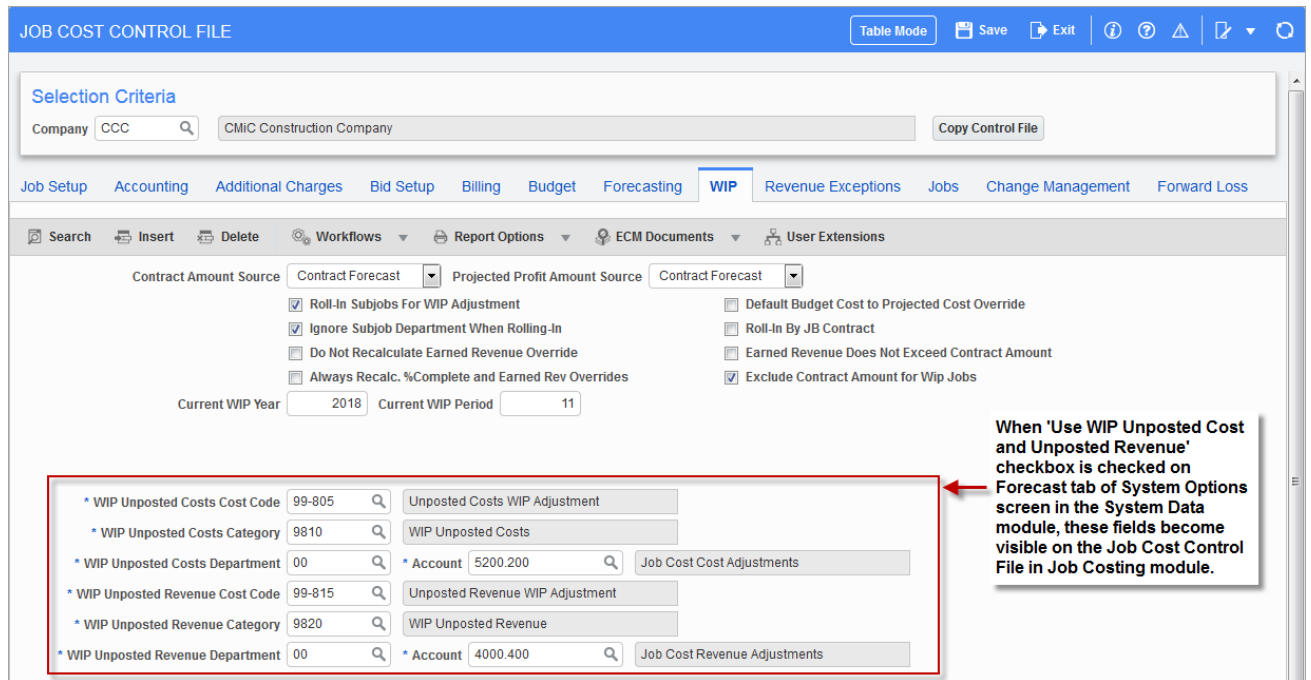 JOB COST CONTROL FILE Table Mode Save Exit
Selection Criteria
Company CCC CMiC Construction Company Copy Control File
Job Setup Accounting Additional Charges Bid Setup Billing Budget Forecasting WIP Revenue Exceptions Jobs Change Management Forward Loss
Search Insert Delete Workflows Report Options ECM Documents User Extensions
Contract Amount Source Contract Forecast Projected Profit Amount Source Contract Forecast
Roll-In Subjobs For WIP Adjustment Default Budget Cost to Projected Cost Override
Ignore Subjob Department When Rolling-In Roll-In By JB Contract
Do Not Recalculate Earned Revenue Override Earned Revenue Does Not Exceed Contract Amount
Always Recalc. %Complete and Earned Rev Overrides Exclude Contract Amount for Wip Jobs
Current WIP Year 2018 Current WIP Period 11
When 'Use WIP Unposted Cost
and Unposted Revenue'
checkbox is checked on
Forecast tab of System Options
screen in the System Data
module, these fields become
visible on the Job Cost Control
File in Job Costing module.
* WIP Unposted Costs Cost Code 99-805 Unposted Costs WIP Adjustment
* WIP Unposted Costs Category 9810 WIP Unposted Costs
* WIP Unposted Costs Department 00 * Account 5200.200 Job Cost Cost Adjustments
* WIP Unposted Revenue Cost Code 99-815 Unposted Revenue WIP Adjustment
* WIP Unposted Revenue Category 9820 WIP Unposted Revenue
* WIP Unposted Revenue Department 00 * Account 4000.400 Job Cost Revenue Adjustments